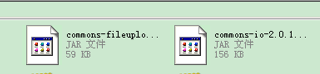 commons-fileuplo...
JAR 文件
59 KB
commons-io-2.0.1...
JAR 文件
156 KB